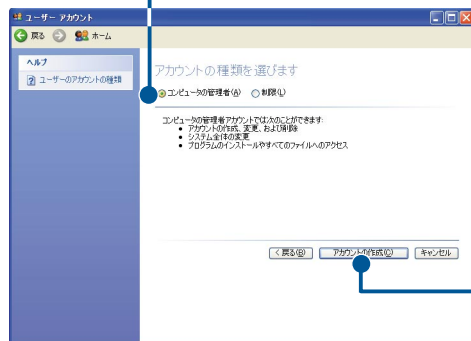 ユーザー アカウント
戻る ホーム
ヘルプ
ユーザーのアカウントの種類
アカウントの種類を選びます
コンピュータの管理者(A) 制限(L)
コンピュータの管理者アカウントでは次のことができます:
アカウントの作成、変更、および削除
システム全体の変更
プログラムのインストールやすべてのファイルへのアクセス
< 戻る(B) アカウントの作成(C) キャンセル